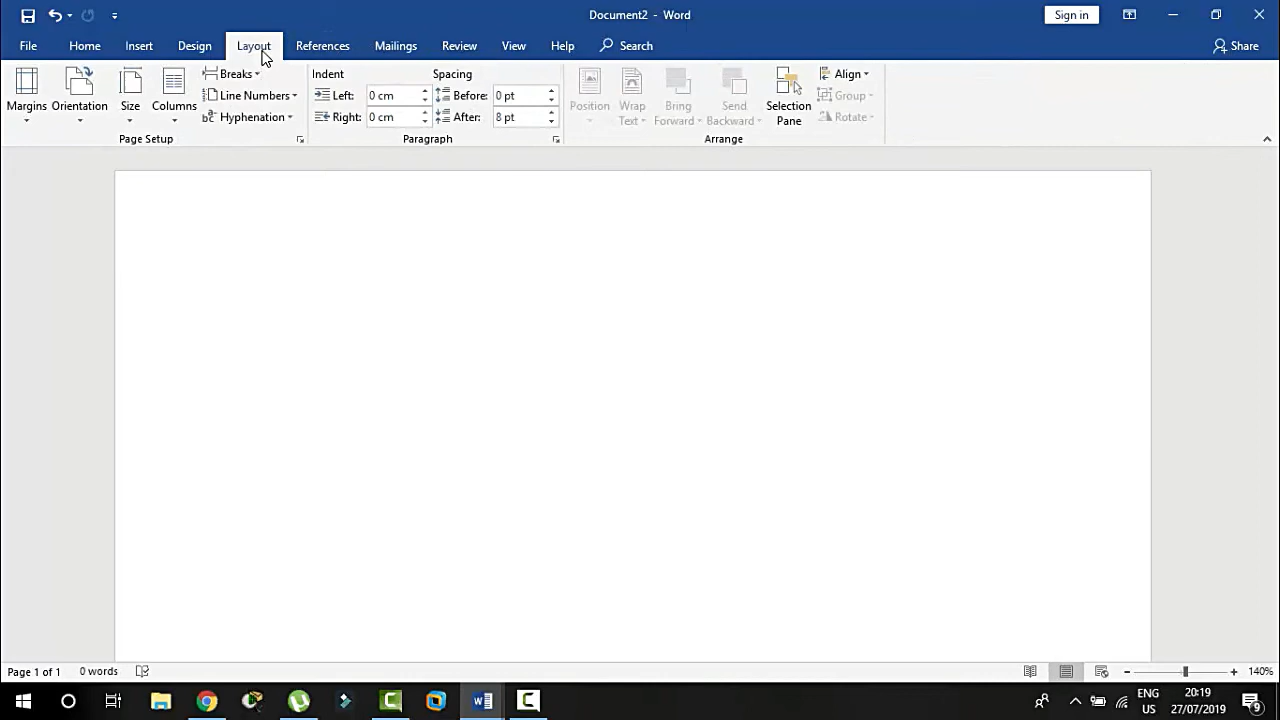 Document2 - Word
Sign in
File Home Insert Design Layout References Mailings Review View Help Search Share
Margins
Orientation
Size
Columns
Breaks
Line Numbers
Hyphenation
Page Setup
Indent
Left: 0 cm
Right: 0 cm
Spacing
Before: 0 pt
After: 8 pt
Paragraph
Position
Wrap
Text
Bring
Forward
Send
Backward
Selection
Pane
Align
Group
Rotate
Arrange
Page 1 of 1 0 words
140%
ENG
US
20:19
27/07/2019
9